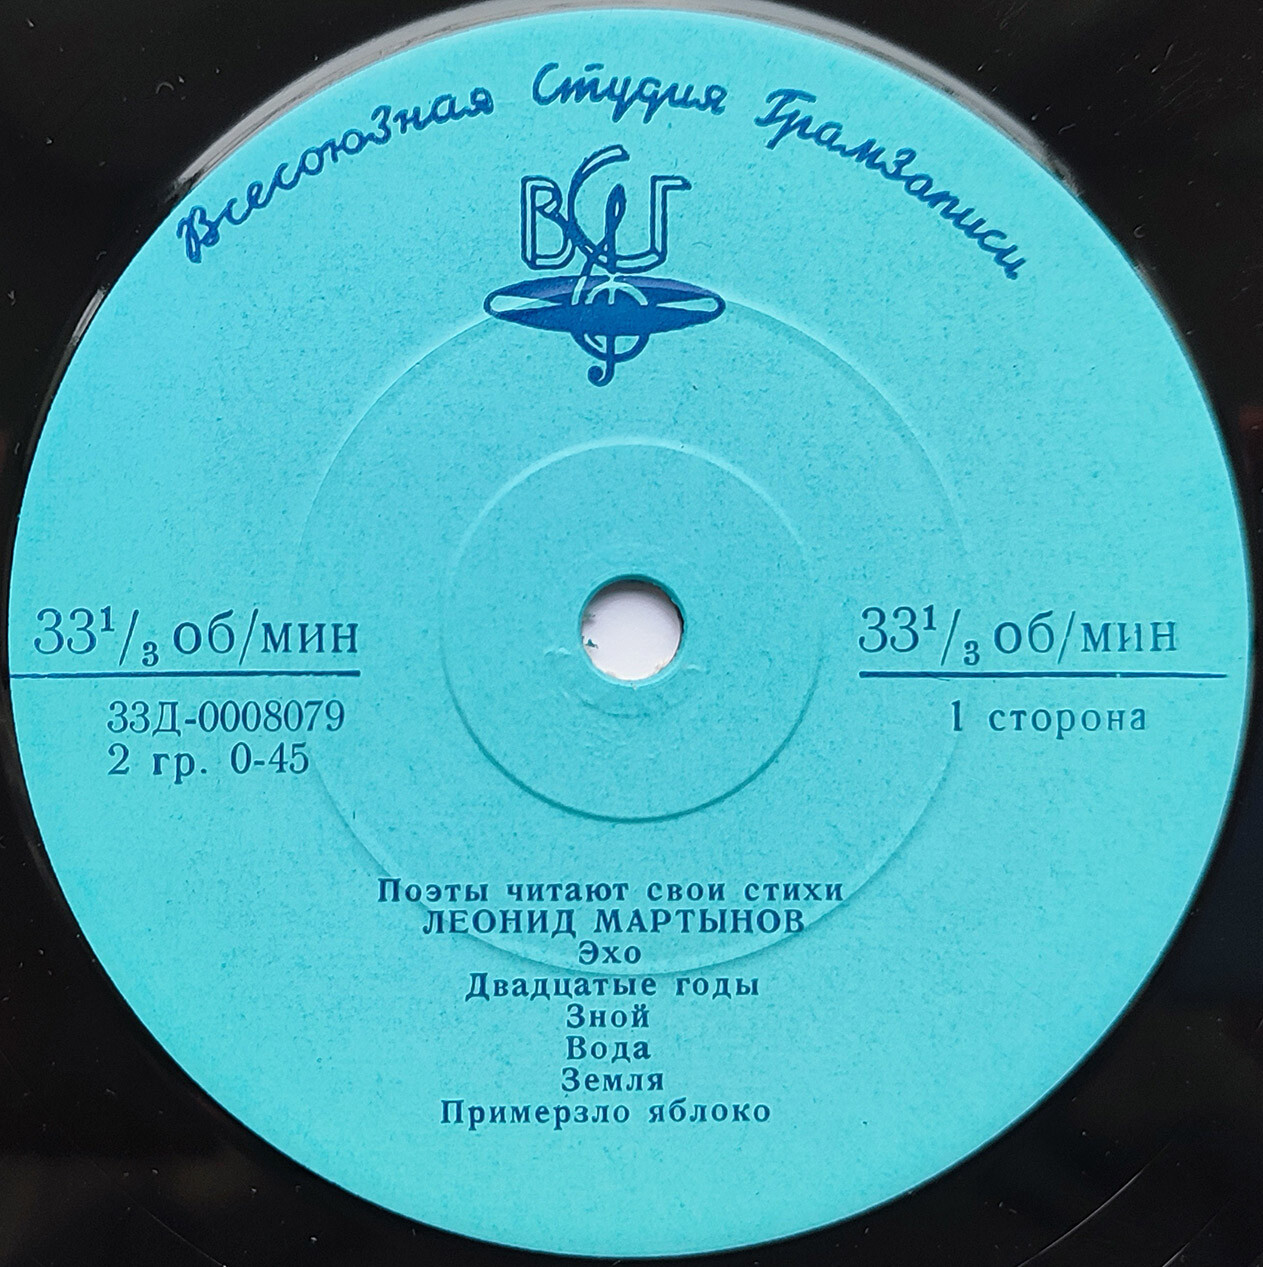 Всесоюзная Студия Грамзаписи
ВСГ
33¹/₃ об/мин
33Д-0008079
2 гр. 0-45
33¹/₃ об/мин
1 сторона
Поэты читают свои стихи
ЛЕОНИД МАРТЫНОВ
Эхо
Двадцатые годы
Зной
Вода
Земля
Примерзло яблоко